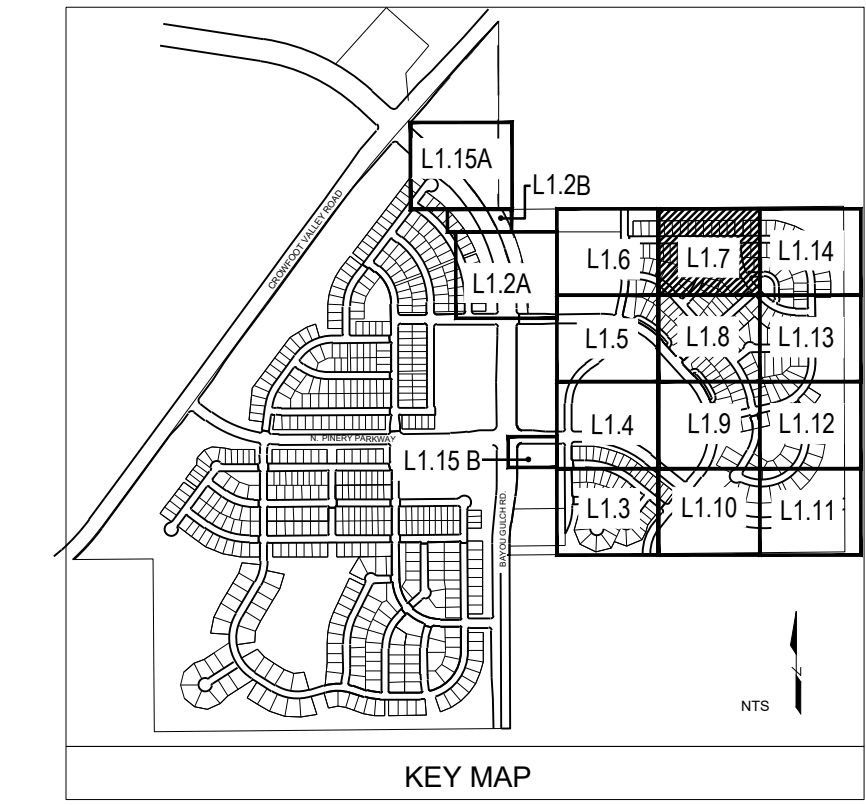 L1.15A
L1.2B
CROWFOOT VALLEY ROAD
L1.6
L1.7
L1.14
L1.2A
L1.5
L1.8
L1.13
L1.4
L1.9
L1.12
N. PINERY PARKWAY
L1.15 B
BAYOU GULCH RD.
L1.3
L1.10
L1.11
NTS
N
KEY MAP